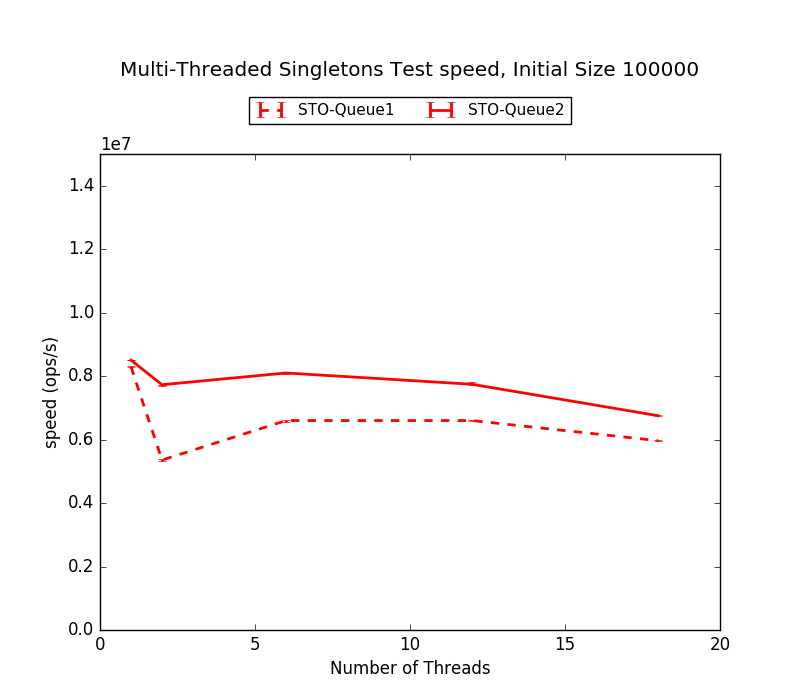 Multi-Threaded Singletons Test speed, Initial Size 100000
STO-Queue1 STO-Queue2
1e7
1.4
1.2
1.0
0.8
0.6
0.4
0.2
0.0
speed (ops/s)
0 5 10 15 20
Number of Threads